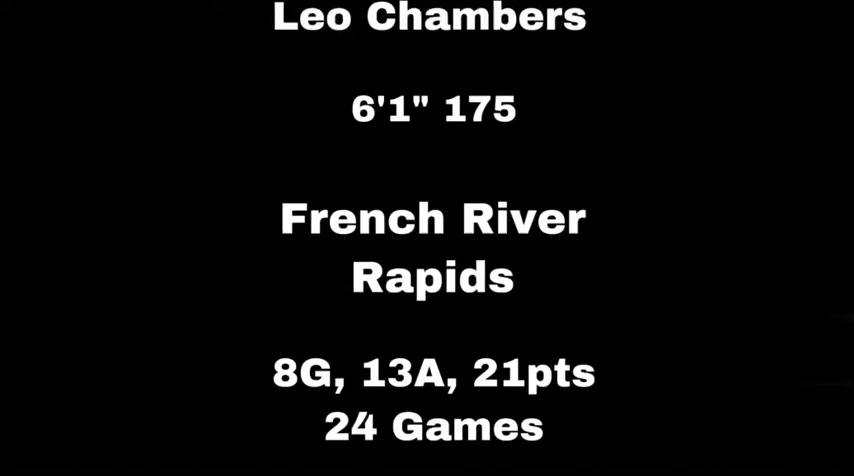 Leo Chambers
6'1" 175
French River
Rapids
8G, 13A, 21pts
24 Games